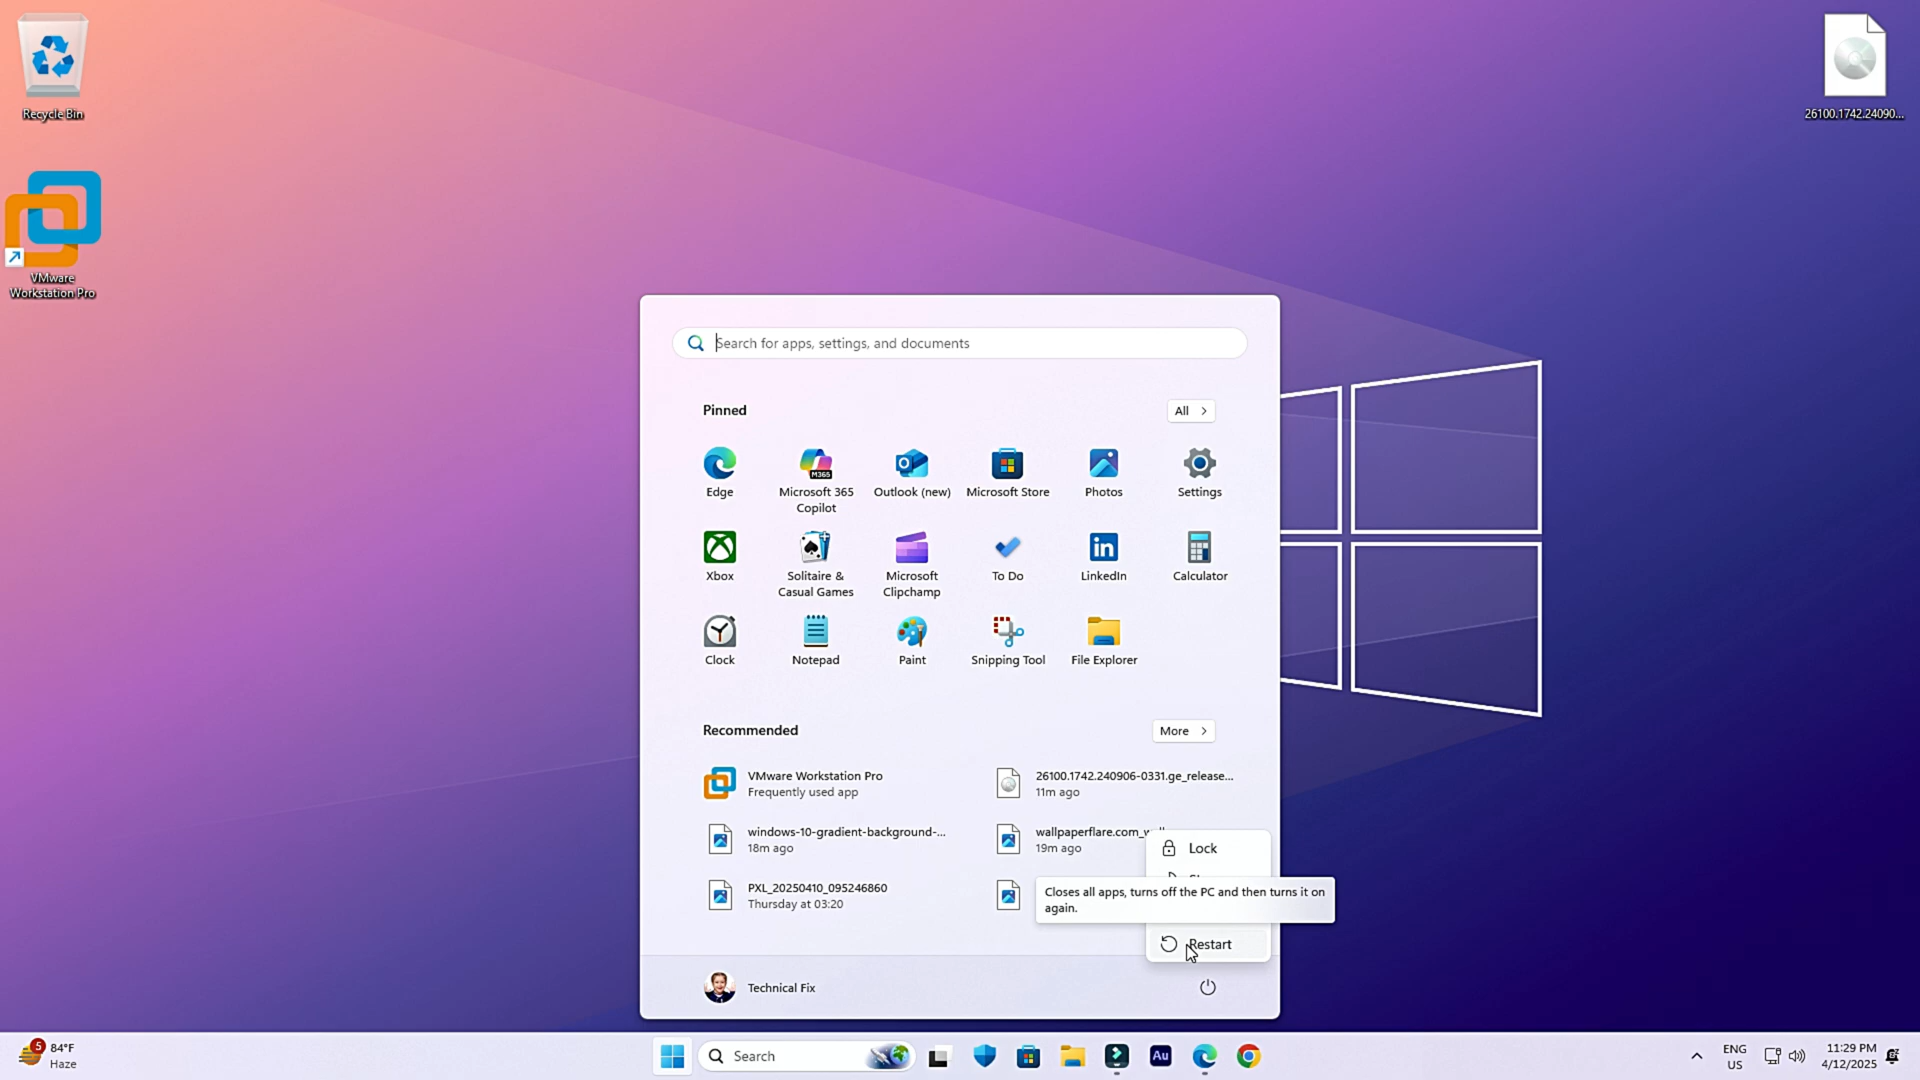 Recycle Bin
VMware
Workstation Pro
26100.1742.24090...
Search for apps, settings, and documents
Pinned
All
Edge
M365
Microsoft 365
Copilot
Outlook (new)
Microsoft Store
Photos
Settings
Xbox
Solitaire &
Casual Games
Microsoft
Clipchamp
To Do
in
LinkedIn
Calculator
Clock
Notepad
Paint
Snipping Tool
File Explorer
Recommended
More
VMware Workstation Pro
Frequently used app
26100.1742.240906-0331.ge_release...
11m ago
windows-10-gradient-background-...
18m ago
wallpaperflare.com_
19m ago
PXL_20250410_095246860
Thursday at 03:20
Lock
Closes all apps, turns off the PC and then turns it on
again.
Restart
Technical Fix
5
84°F
Haze
Search
Au
ENG
US
11:29 PM
4/12/2025